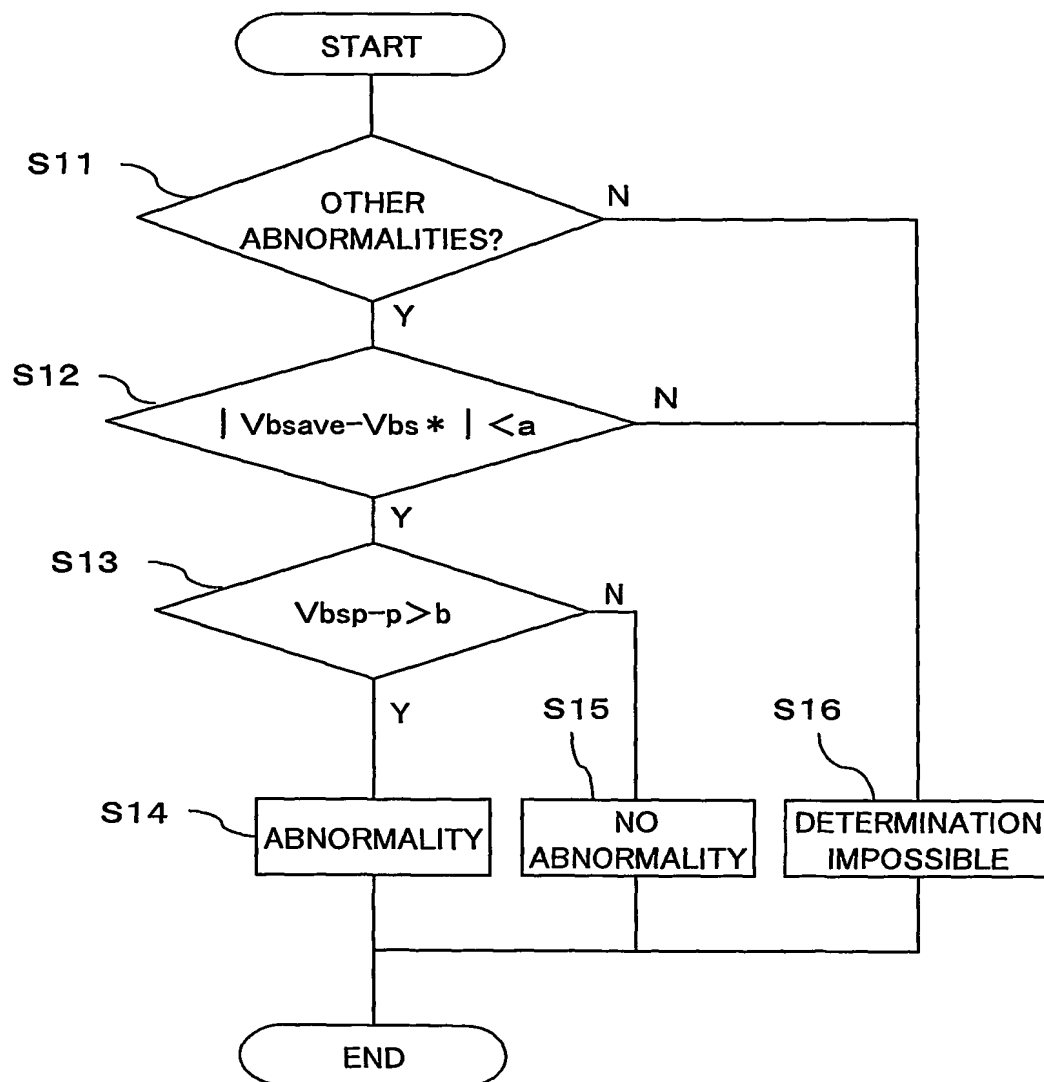 START
S11
OTHER
ABNORMALITIES?
N
Y
S12
| Vbsave-Vbs* | <a
N
Y
S13
Vbsp-p>b
N
Y
S14
ABNORMALITY
S15
NO
ABNORMALITY
S16
DETERMINATION
IMPOSSIBLE
END